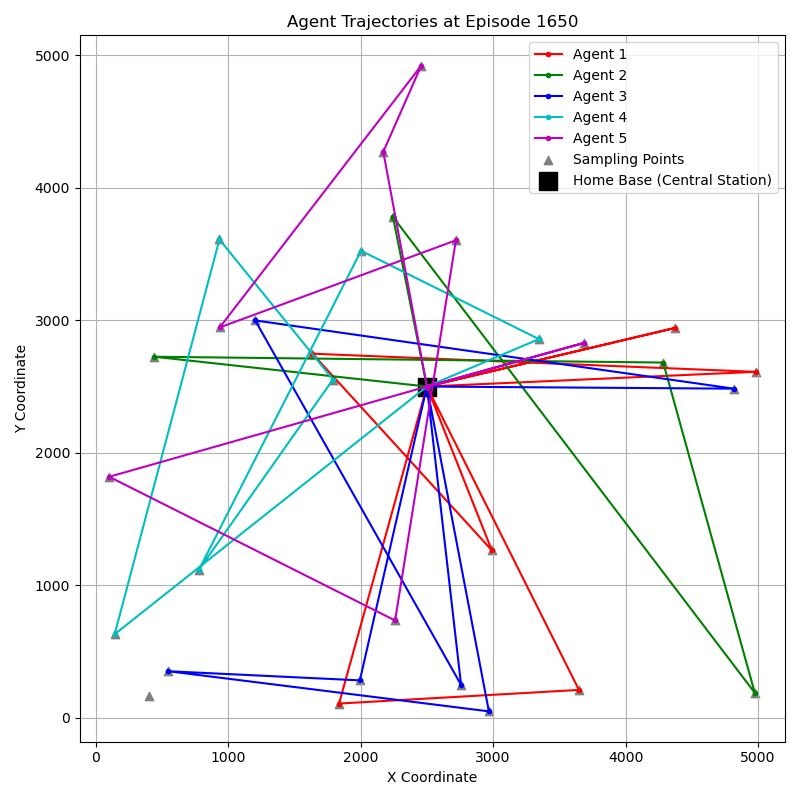 Agent Trajectories at Episode 1650
Agent 1
Agent 2
Agent 3
Agent 4
Agent 5
Sampling Points
Home Base (Central Station)
Y Coordinate
5000
4000
3000
2000
1000
0
0 1000 2000 3000 4000 5000
X Coordinate